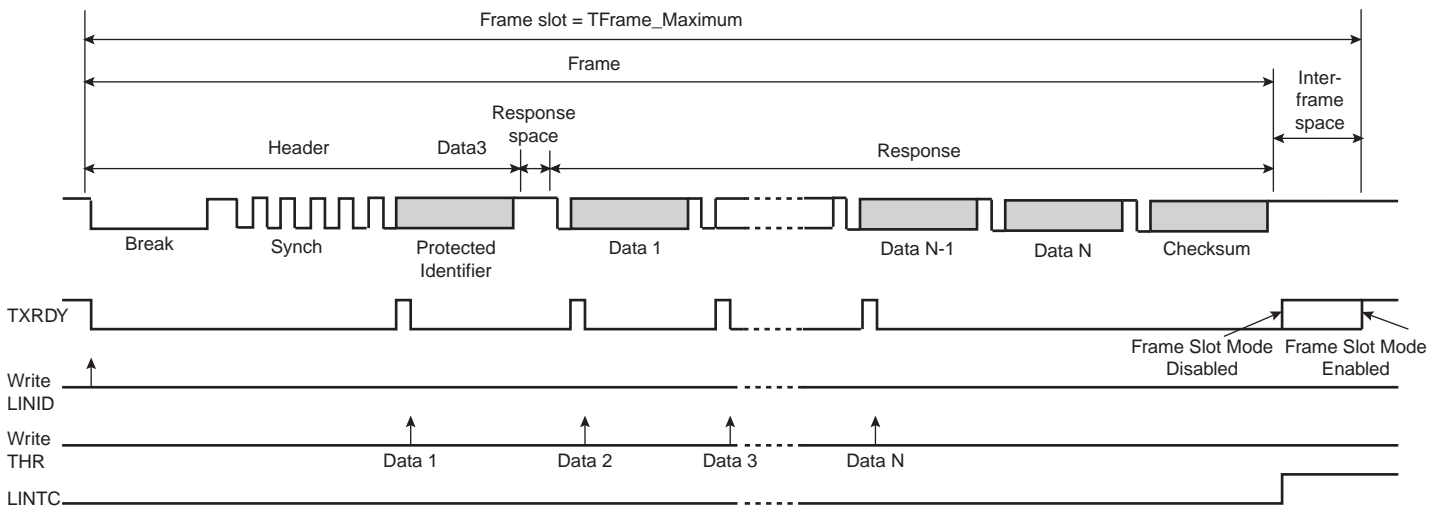 Frame slot = TFrame_Maximum
Frame
Inter-
frame
space
Response
space
Header
Data3
Response
Break
Synch
Protected
Identifier
Data 1
Data N-1
Data N
Checksum
TXRDY
Frame Slot Mode
Disabled
Frame Slot Mode
Enabled
Write
LINID
Write
THR
Data 1
Data 2
Data 3
Data N
LINTC